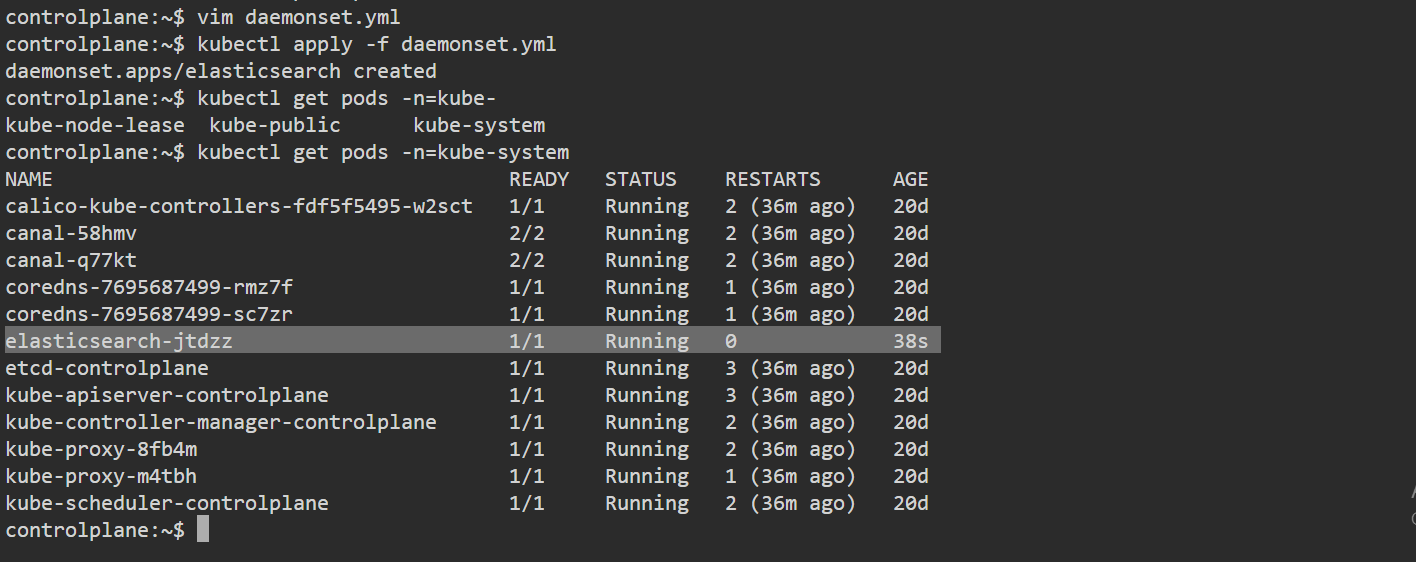 controlplane:~$ vim daemonset.yml
controlplane:~$ kubectl apply -f daemonset.yml
daemonset.apps/elasticsearch created
controlplane:~$ kubectl get pods -n=kube-
kube-node-lease  kube-public      kube-system
controlplane:~$ kubectl get pods -n=kube-system
NAME                                      READY   STATUS    RESTARTS      AGE
calico-kube-controllers-fdf5f5495-w2sct   1/1     Running   2 (36m ago)   20d
canal-58hmv                               2/2     Running   2 (36m ago)   20d
canal-q77kt                               2/2     Running   2 (36m ago)   20d
coredns-7695687499-rmz7f                  1/1     Running   1 (36m ago)   20d
coredns-7695687499-sc7zr                  1/1     Running   1 (36m ago)   20d
elasticsearch-jtdzz                       1/1     Running   0             38s
etcd-controlplane                         1/1     Running   3 (36m ago)   20d
kube-apiserver-controlplane               1/1     Running   3 (36m ago)   20d
kube-controller-manager-controlplane      1/1     Running   2 (36m ago)   20d
kube-proxy-8fb4m                          1/1     Running   2 (36m ago)   20d
kube-proxy-m4tbh                          1/1     Running   1 (36m ago)   20d
kube-scheduler-controlplane               1/1     Running   2 (36m ago)   20d
controlplane:~$